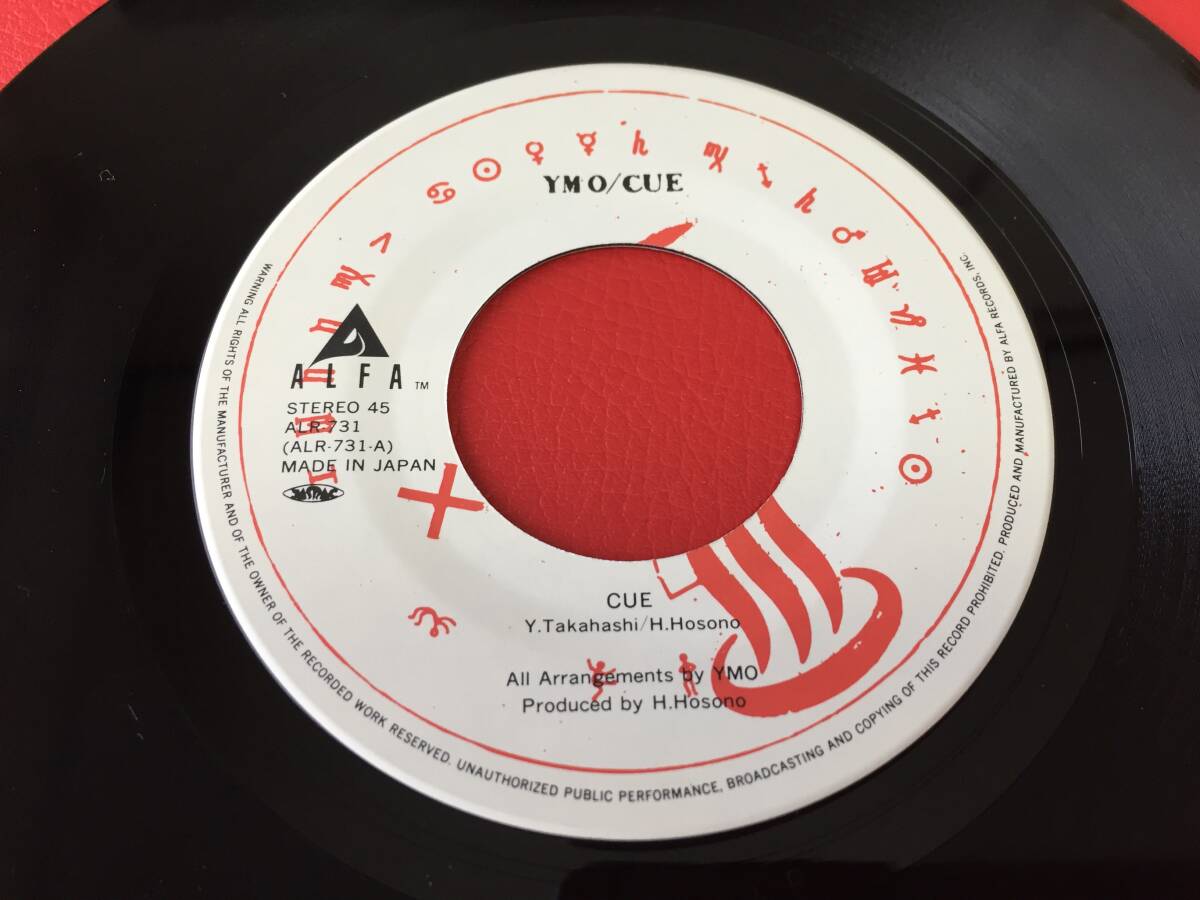 YMO/CUE
ALFA™
STEREO 45
ALR-731
(ALR-731-A)
MADE IN JAPAN
CUE
Y.Takahashi/H.Hosono
All Arrangements by YMO
Produced by H.Hosono
WARNING ALL RIGHTS OF THE MANUFACTURER AND OF THE OWNER OF THE RECORDED WORK RESERVED. UNAUTHORIZED PUBLIC PERFORMANCE, BROADCASTING AND COPYING OF THIS RECORD PROHIBITED. PRODUCED AND MANUFACTURED BY ALFA RECORDS, INC.